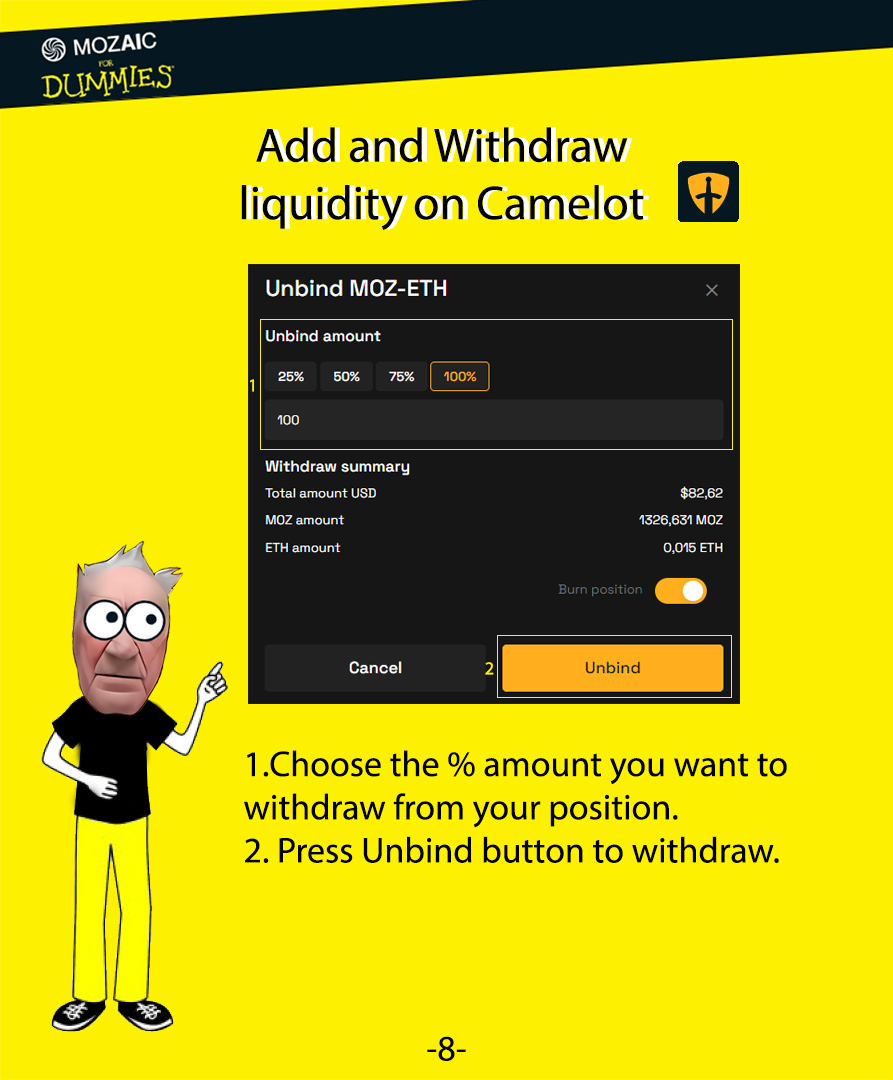 MOZAIC
FOR
DUMMIES
Add and Withdraw
liquidity on Camelot
Unbind MOZ-ETH
Unbind amount
1
25% 50% 75% 100%
100
Withdraw summary
Total amount USD $82,62
MOZ amount 1326,631 MOZ
ETH amount 0,015 ETH
Burn position
Cancel 2 Unbind
1.Choose the % amount you want to
withdraw from your position.
2. Press Unbind button to withdraw.
-8-